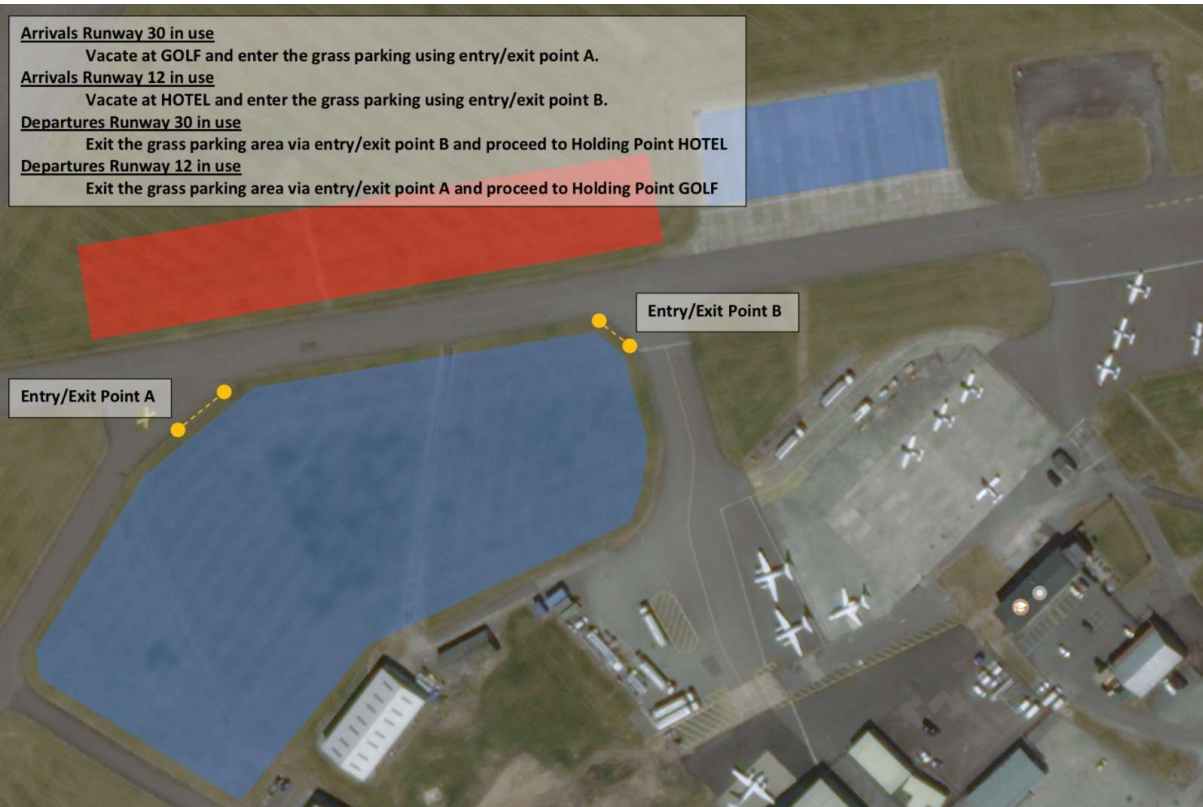 Arrivals Runway 30 in use
Vacate at GOLF and enter the grass parking using entry/exit point A.
Arrivals Runway 12 in use
Vacate at HOTEL and enter the grass parking using entry/exit point B.
Departures Runway 30 in use
Exit the grass parking area via entry/exit point B and proceed to Holding Point HOTEL
Departures Runway 12 in use
Exit the grass parking area via entry/exit point A and proceed to Holding Point GOLF
Entry/Exit Point B
Entry/Exit Point A